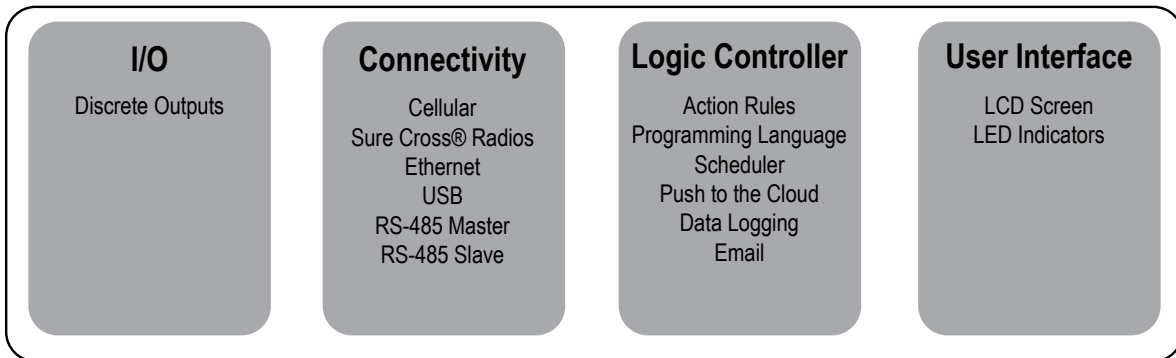 I/O
Discrete Outputs
Connectivity
Cellular
Sure Cross® Radios
Ethernet
USB
RS-485 Master
RS-485 Slave
Logic Controller
Action Rules
Programming Language
Scheduler
Push to the Cloud
Data Logging
Email
User Interface
LCD Screen
LED Indicators